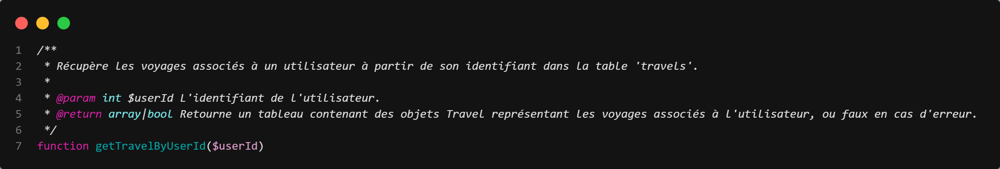 1 /**
2  * Récupère les voyages associés à un utilisateur à partir de son identifiant dans la table 'travels'.
3  *
4  * @param int $userId L'identifiant de l'utilisateur.
5  * @return array|bool Retourne un tableau contenant des objets Travel représentant les voyages associés à l'utilisateur, ou faux en cas d'erreur.
6  */
7 function getTravelByUserId($userId)